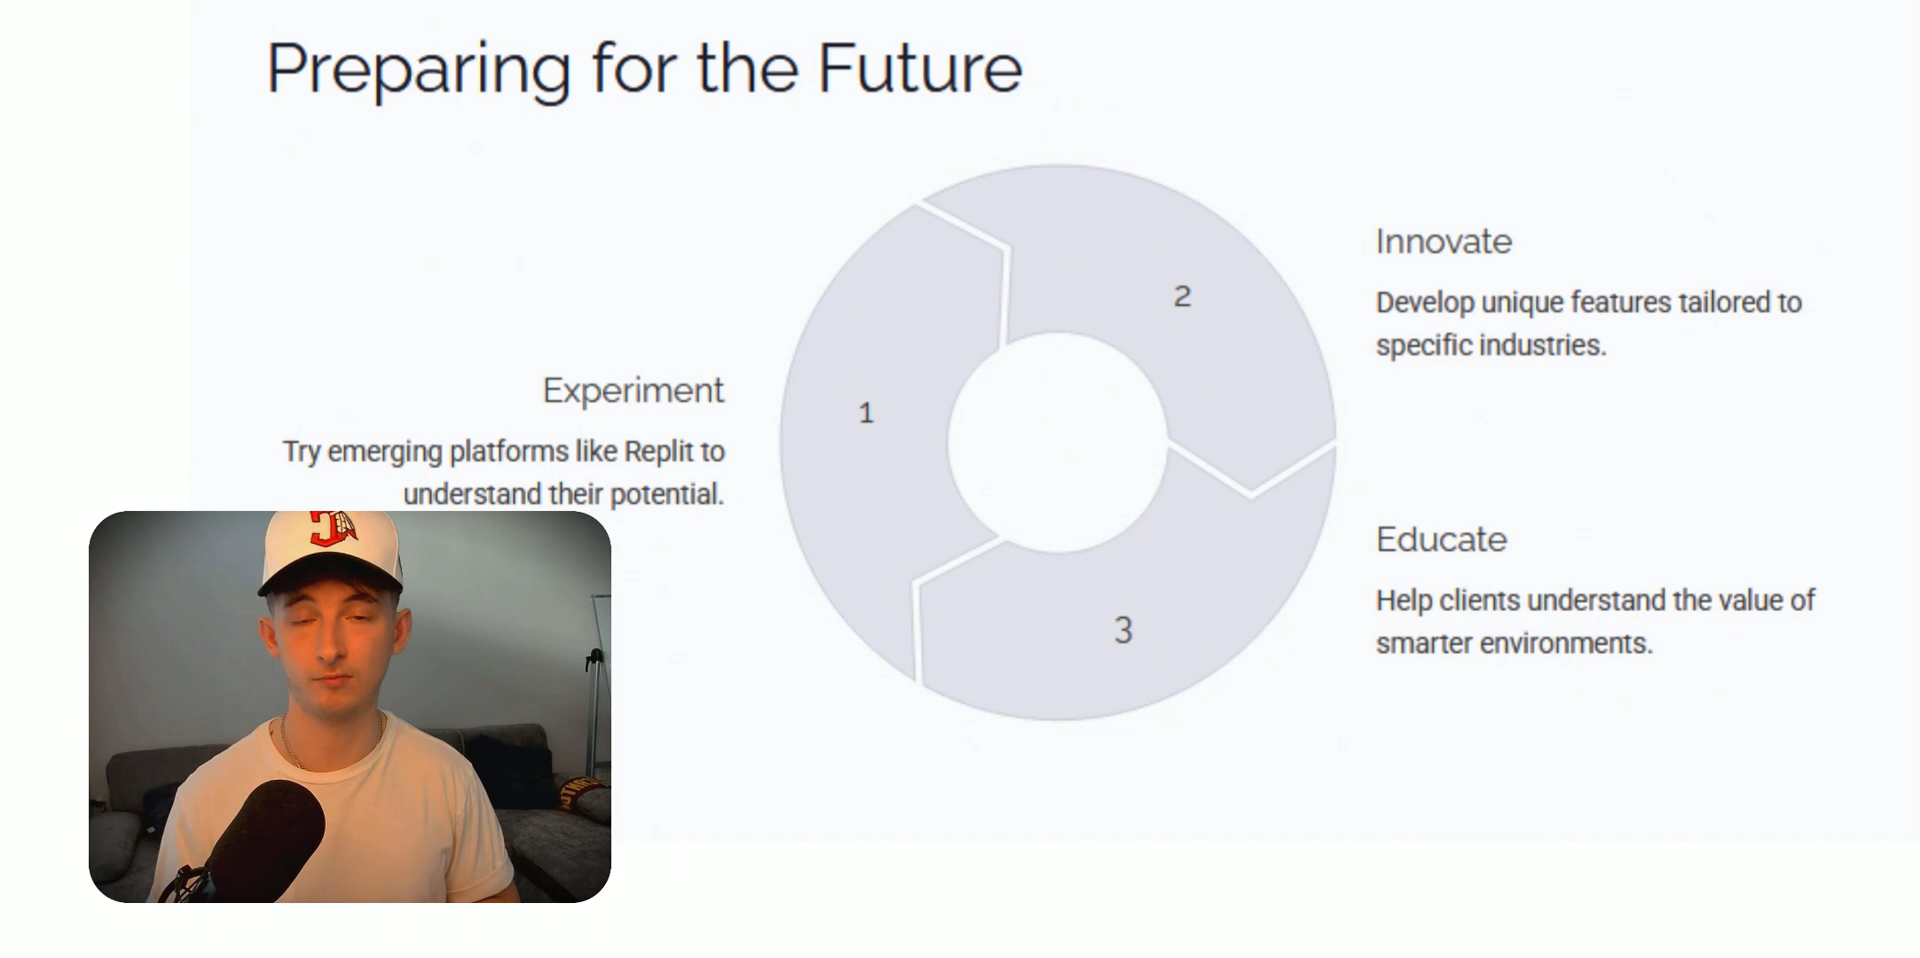 Preparing for the Future
Experiment
Try emerging platforms like Replit to
understand their potential.
1
2
3
Innovate
Develop unique features tailored to
specific industries.
Educate
Help clients understand the value of
smarter environments.